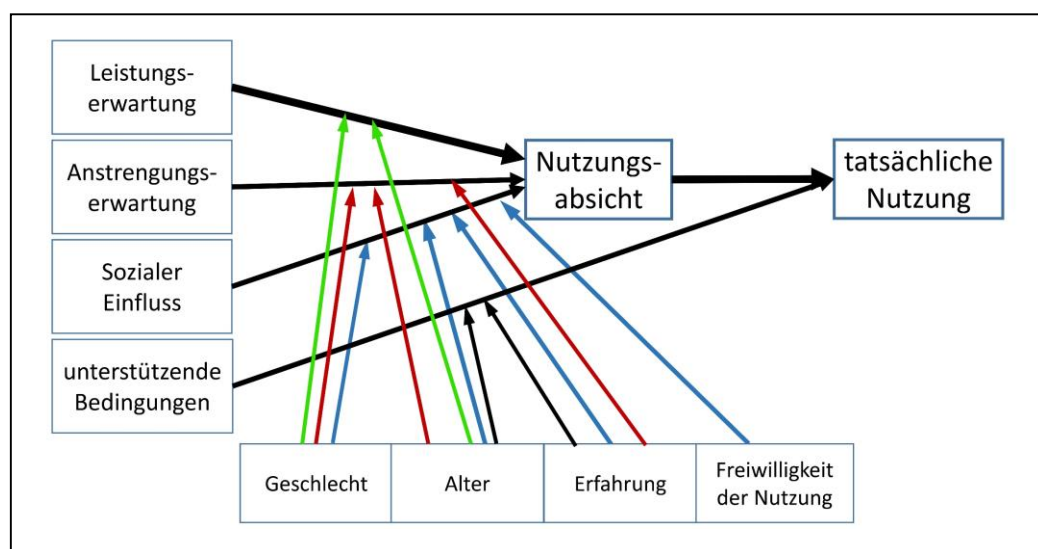 Leistungs-
erwartung
Anstrengungs-
erwartung
Sozialer
Einfluss
unterstützende
Bedingungen
Nutzungs-
absicht
tatsächliche
Nutzung
Geschlecht
Alter
Erfahrung
Freiwilligkeit
der Nutzung